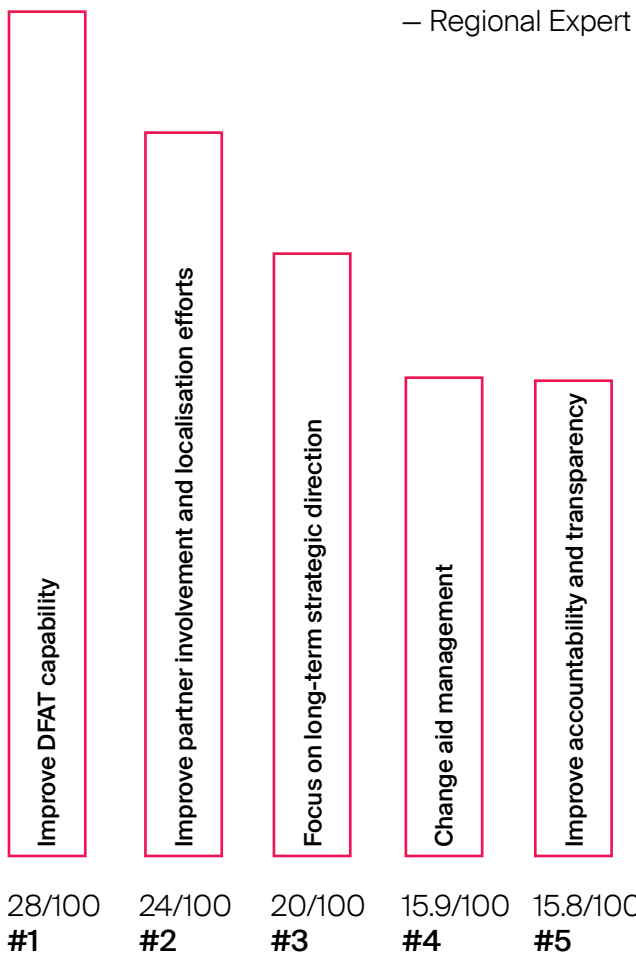 – Regional Expert
Improve DFAT capability
Improve partner involvement and localisation efforts
Focus on long-term strategic direction
Change aid management
Improve accountability and transparency
28/100 24/100 20/100 15.9/100 15.8/100
#1 #2 #3 #4 #5